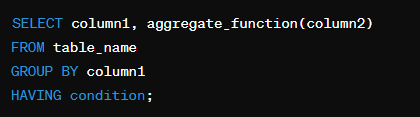 SELECT column1, aggregate_function(column2)
FROM table_name
GROUP BY column1
HAVING condition;